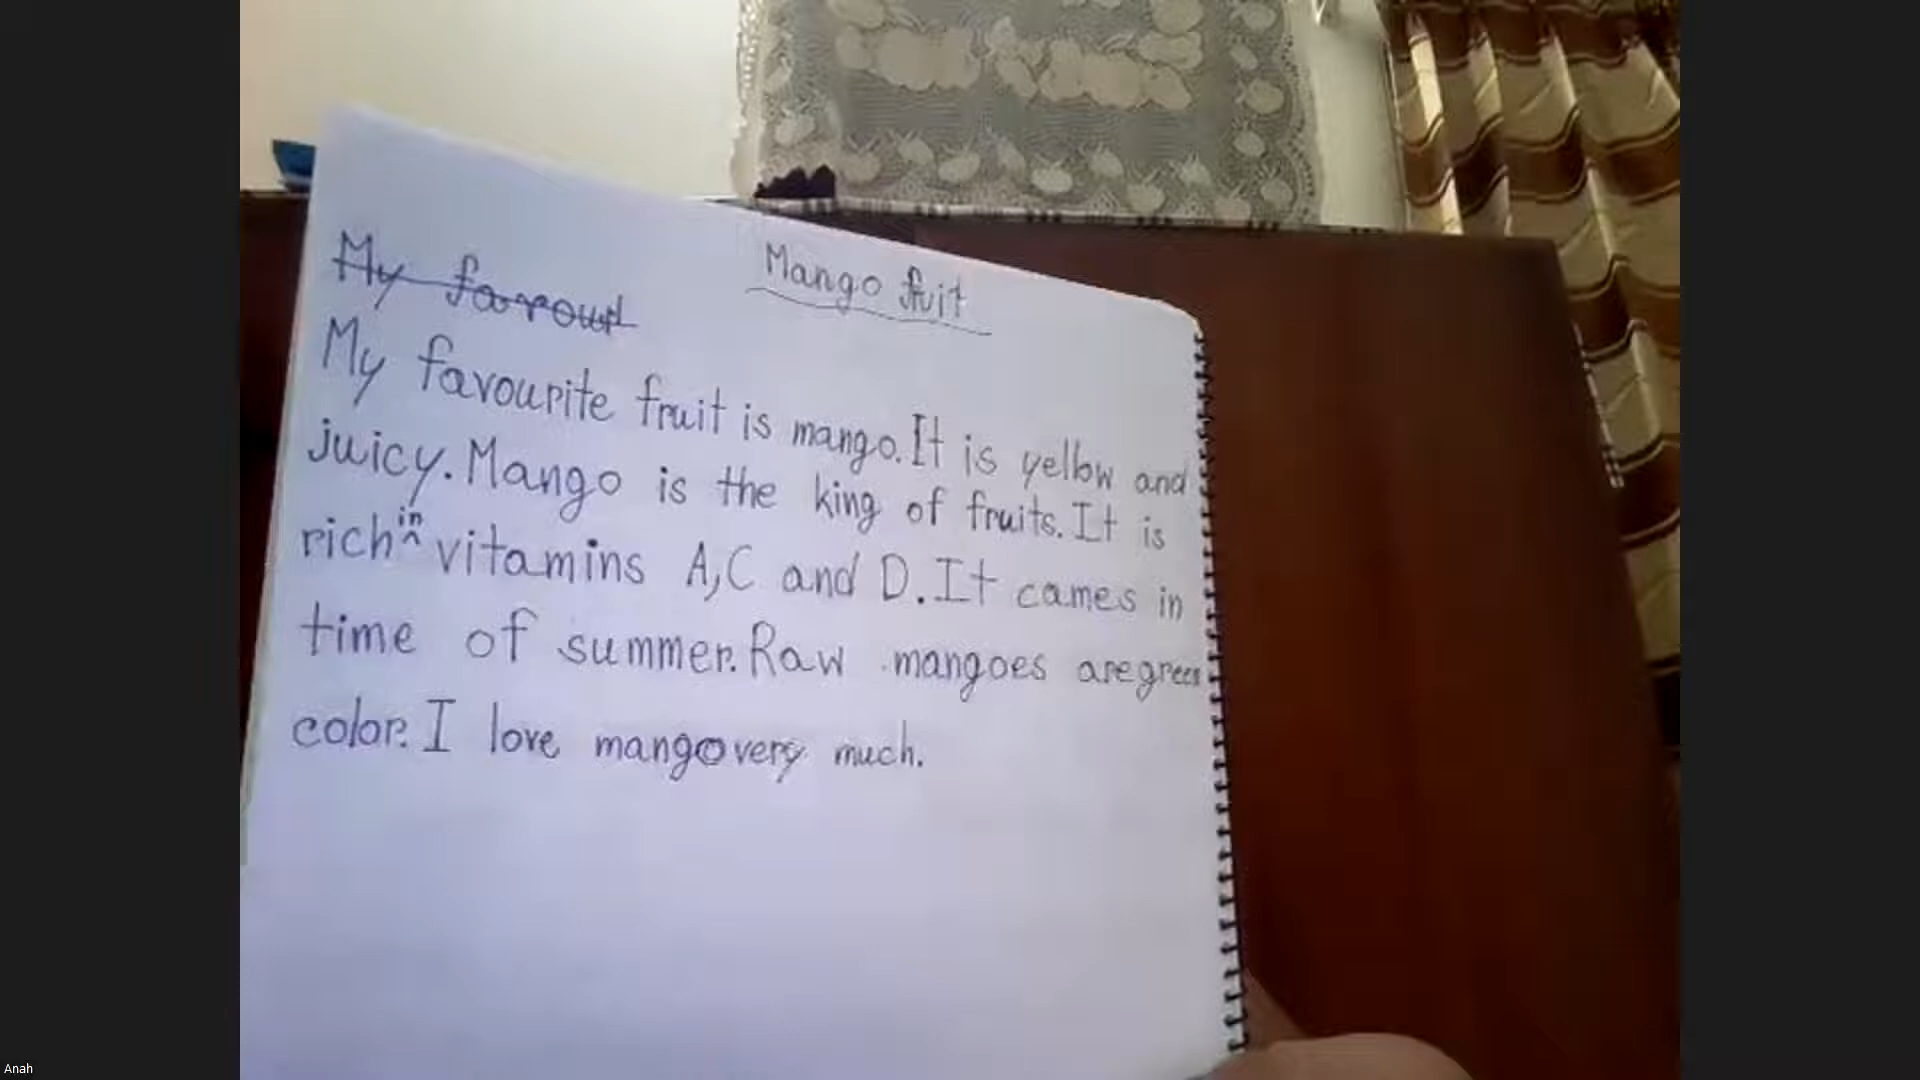 Mango fruit
My favourt
My favourite fruit is mango. It is yellow and
juicy. Mango is the king of fruits. It is
rich in vitamins A, C and D. It cames in
time of summer. Raw mangoes are green
color. I love mango very much.
Anah